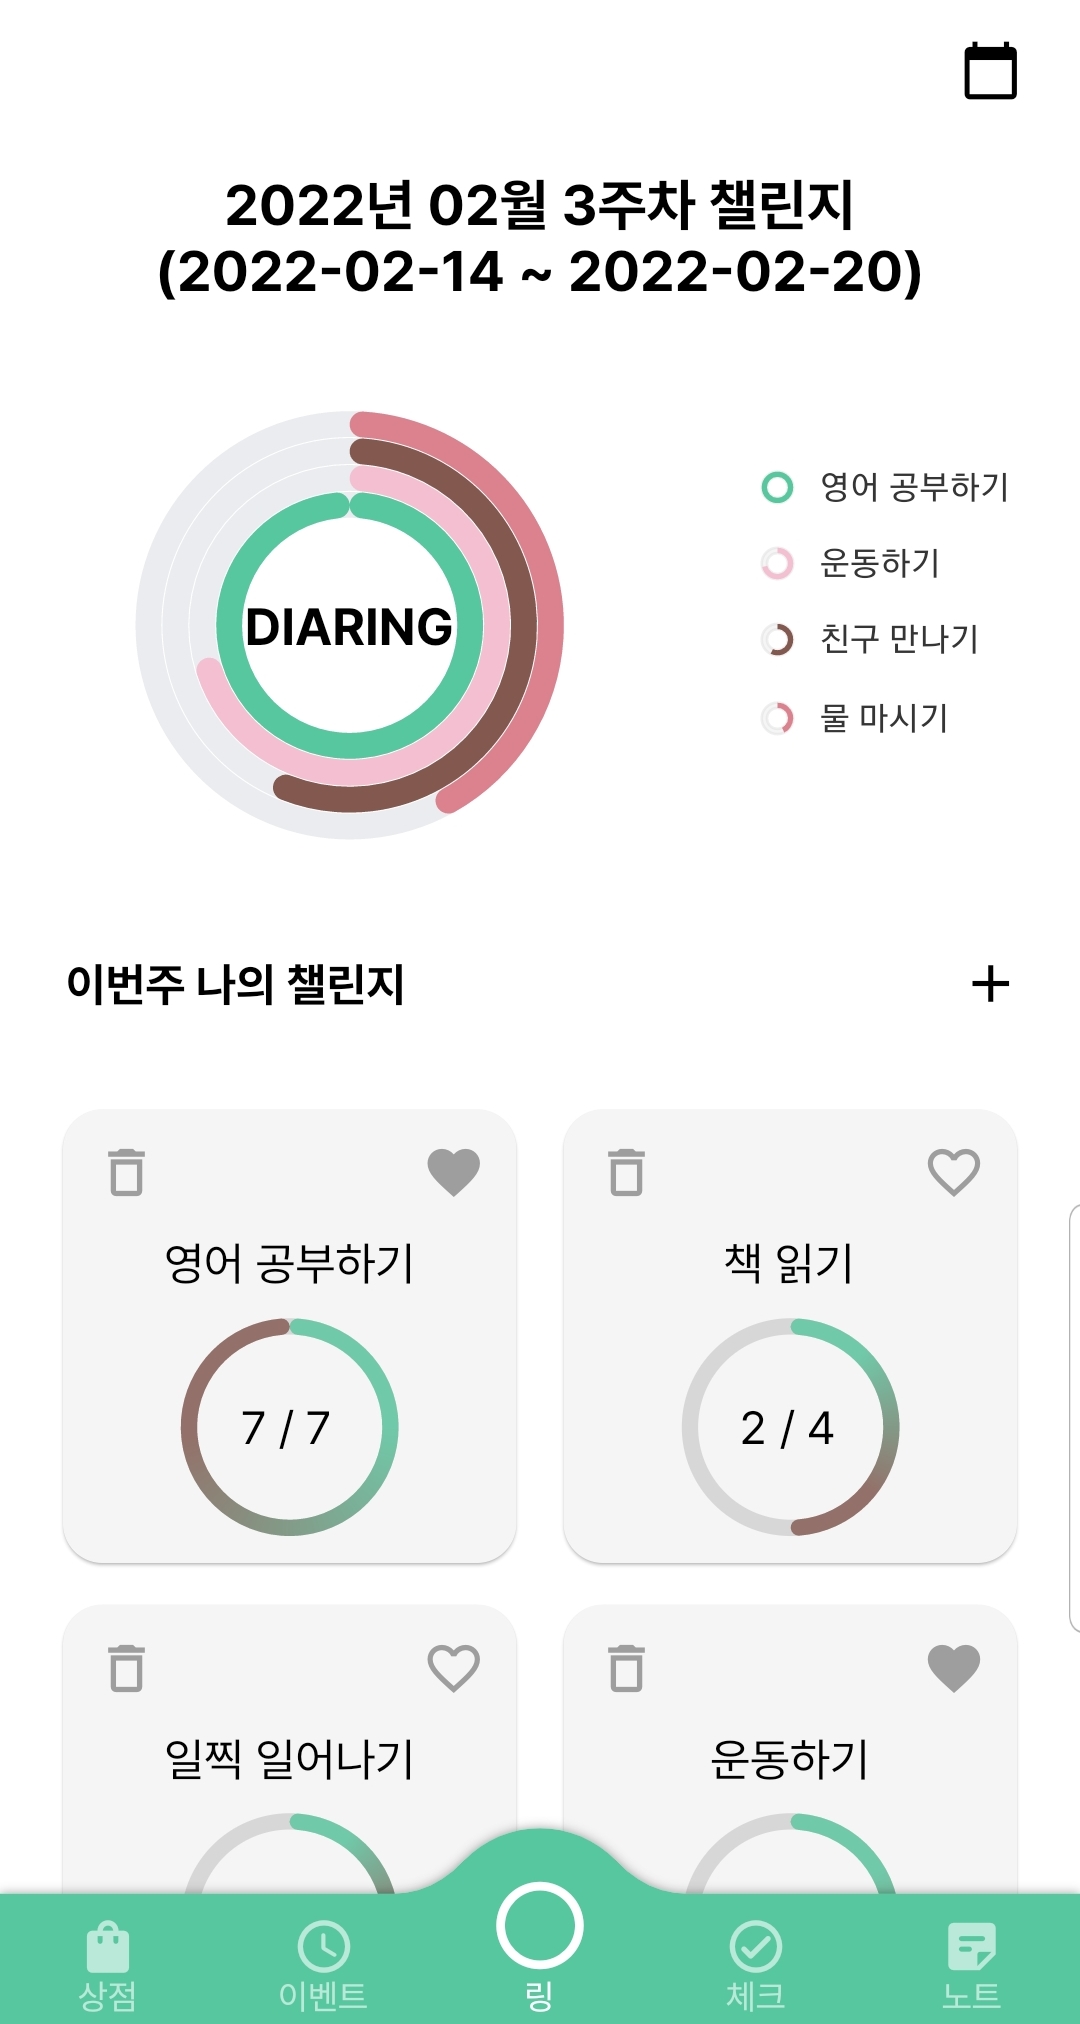 2022년 02월 3주차 챌린지
(2022-02-14 ~ 2022-02-20)
DIARING
영어 공부하기
운동하기
친구 만나기
물 마시기
이번주 나의 챌린지
영어 공부하기
책 읽기
7 / 7
2 / 4
일찍 일어나기
운동하기
상점
이벤트
링
체크
노트